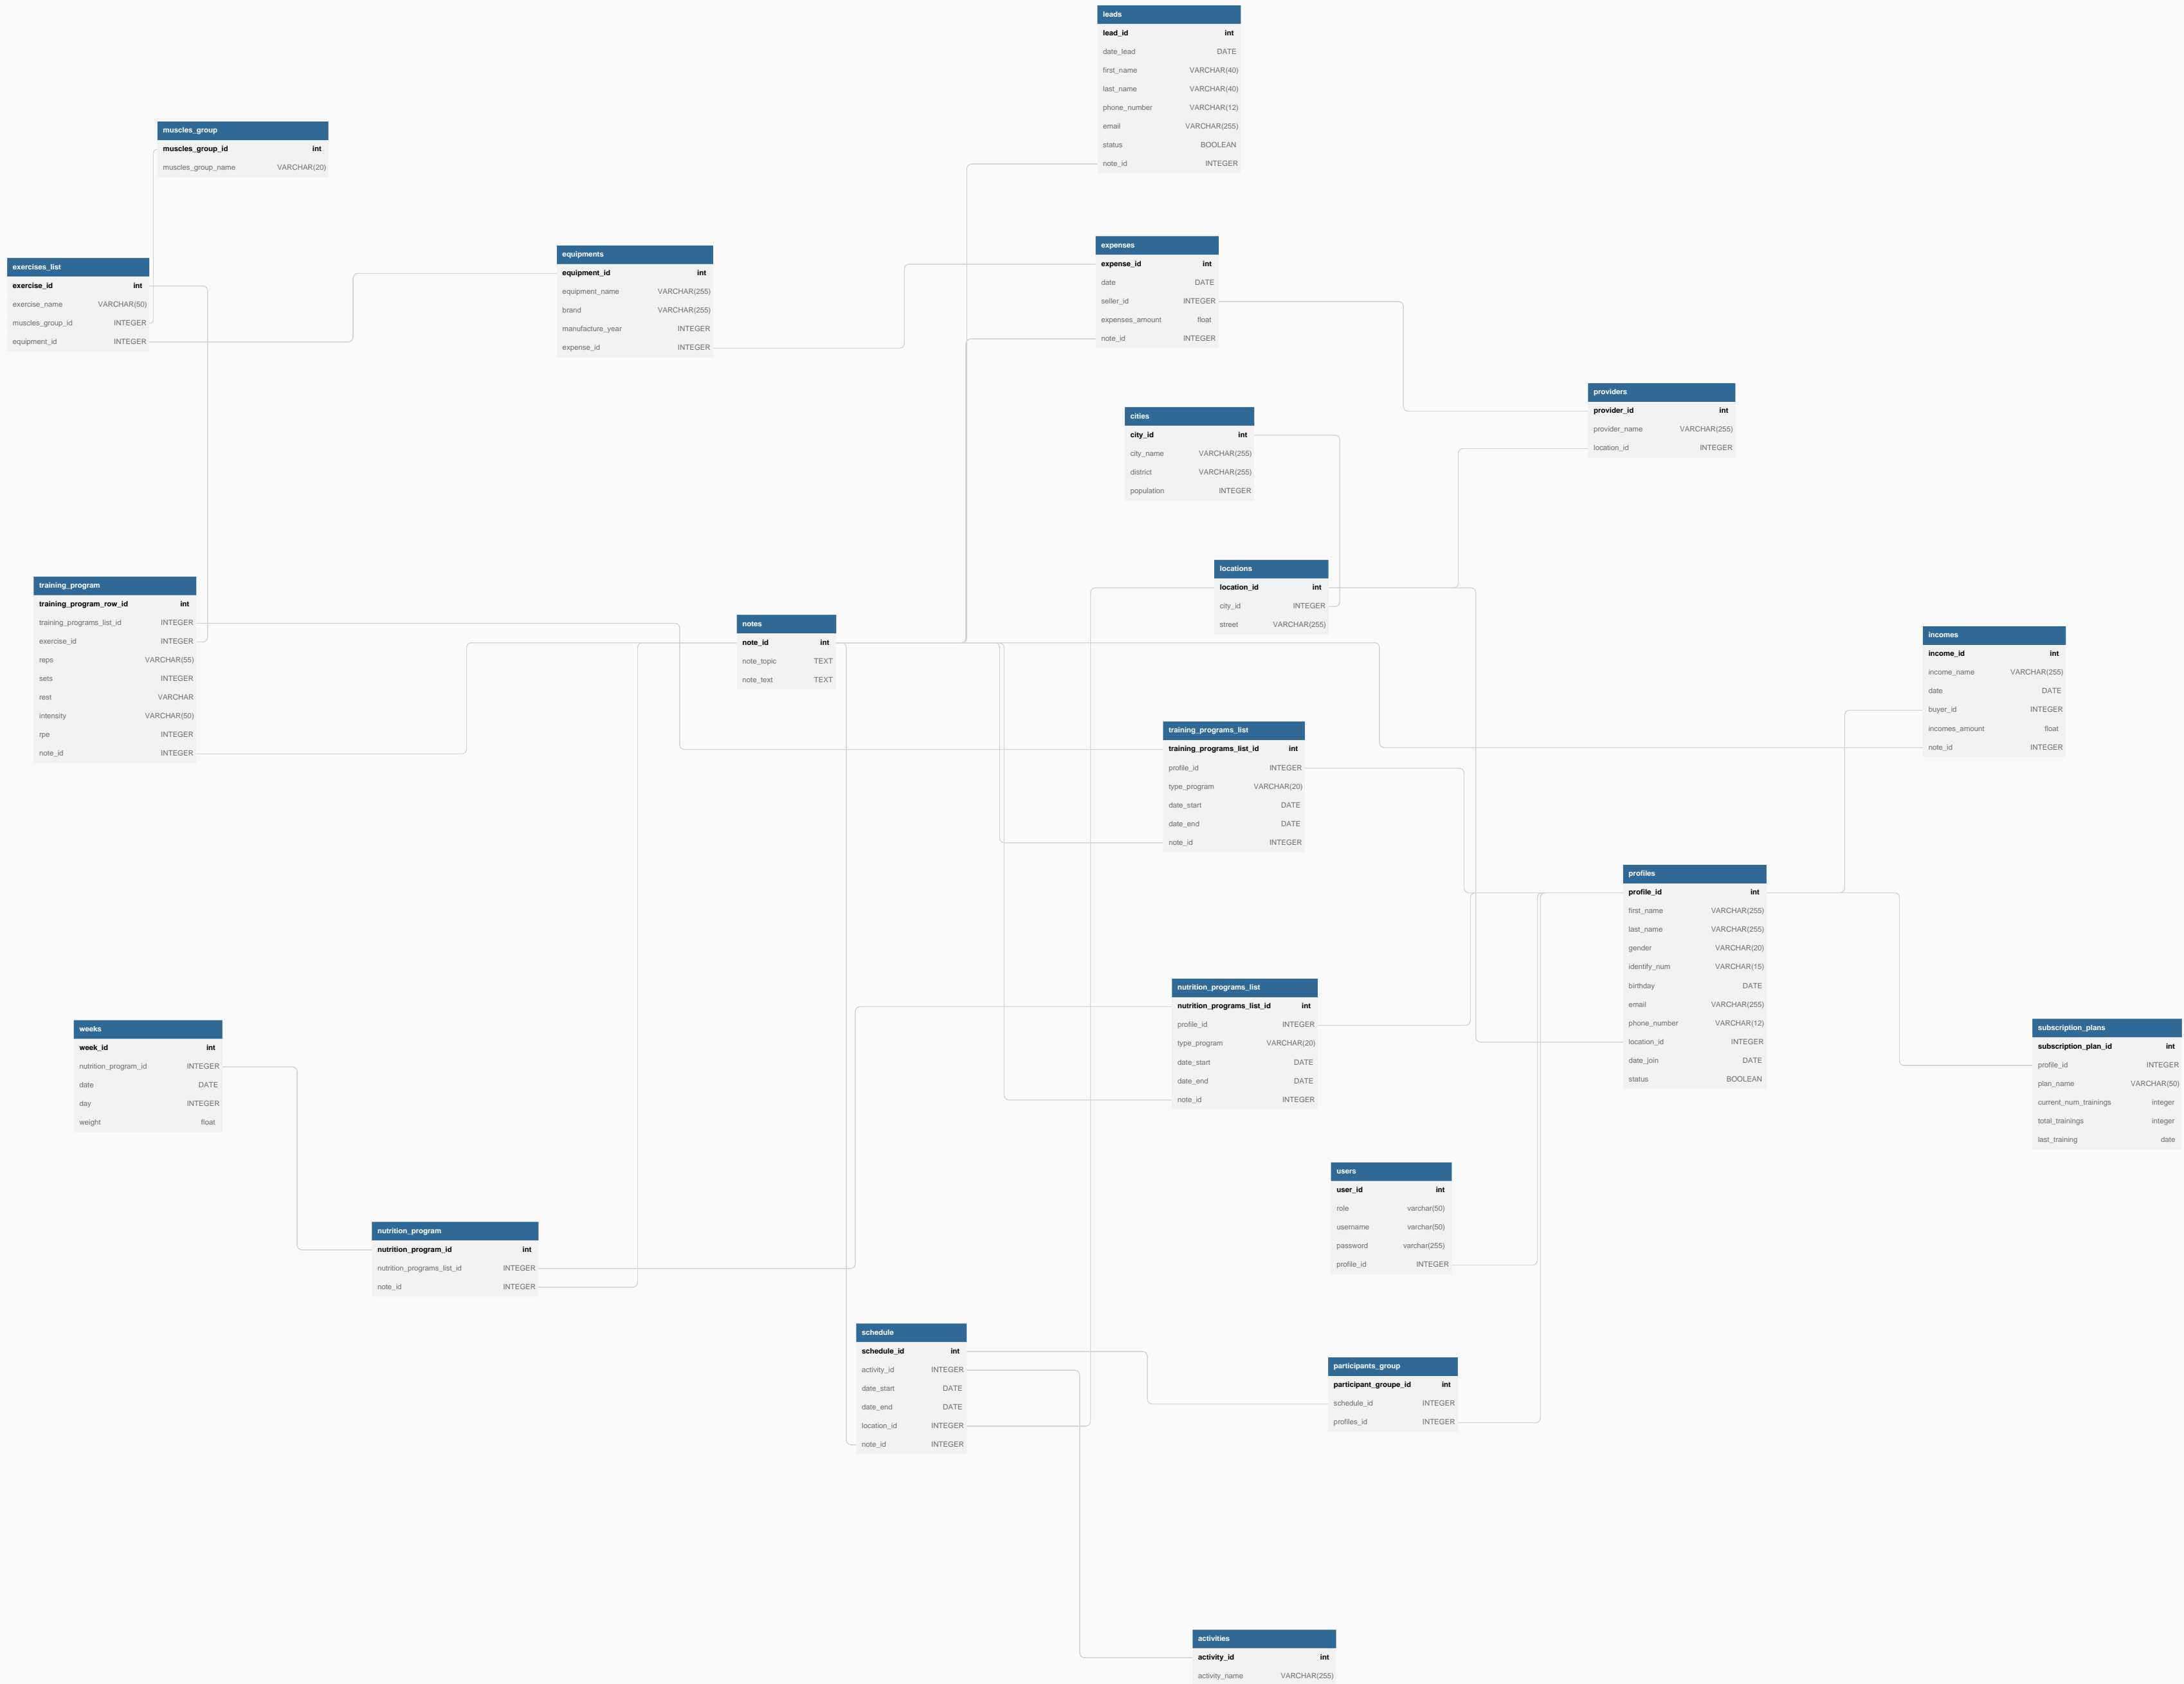 leads
lead_id int
date_lead DATE
first_name VARCHAR(40)
last_name VARCHAR(40)
phone_number VARCHAR(12)
email VARCHAR(255)
status BOOLEAN
note_id INTEGER
muscles_group
muscles_group_id int
muscles_group_name VARCHAR(20)
exercises_list
exercise_id int
exercise_name VARCHAR(50)
muscles_group_id INTEGER
equipment_id INTEGER
equipments
equipment_id int
equipment_name VARCHAR(255)
brand VARCHAR(255)
manufacture_year INTEGER
expense_id INTEGER
expenses
expense_id int
date DATE
seller_id INTEGER
expenses_amount float
note_id INTEGER
providers
provider_id int
provider_name VARCHAR(255)
location_id INTEGER
cities
city_id int
city_name VARCHAR(255)
district VARCHAR(255)
population INTEGER
locations
location_id int
city_id INTEGER
street VARCHAR(255)
training_program
training_program_row_id int
training_programs_list_id INTEGER
exercise_id INTEGER
reps VARCHAR(55)
sets INTEGER
rest VARCHAR
intensity VARCHAR(50)
rpe INTEGER
note_id INTEGER
notes
note_id int
note_topic TEXT
note_text TEXT
incomes
income_id int
income_name VARCHAR(255)
date DATE
buyer_id INTEGER
incomes_amount float
note_id INTEGER
training_programs_list
training_programs_list_id int
profile_id INTEGER
type_program VARCHAR(20)
date_start DATE
date_end DATE
note_id INTEGER
profiles
profile_id int
first_name VARCHAR(255)
last_name VARCHAR(255)
gender VARCHAR(20)
identify_num VARCHAR(15)
birthday DATE
email VARCHAR(255)
phone_number VARCHAR(12)
location_id INTEGER
date_join DATE
status BOOLEAN
nutrition_programs_list
nutrition_programs_list_id int
profile_id INTEGER
type_program VARCHAR(20)
date_start DATE
date_end DATE
note_id INTEGER
weeks
week_id int
nutrition_program_id INTEGER
date DATE
day INTEGER
weight float
subscription_plans
subscription_plan_id int
profile_id INTEGER
plan_name VARCHAR(50)
current_num_trainings integer
total_trainings integer
last_training date
users
user_id int
role varchar(50)
username varchar(50)
password varchar(255)
profile_id INTEGER
nutrition_program
nutrition_program_id int
nutrition_programs_list_id INTEGER
note_id INTEGER
schedule
schedule_id int
activity_id INTEGER
date_start DATE
date_end DATE
location_id INTEGER
note_id INTEGER
participants_group
participant_groupe_id int
schedule_id INTEGER
profiles_id INTEGER
activities
activity_id int
activity_name VARCHAR(255)